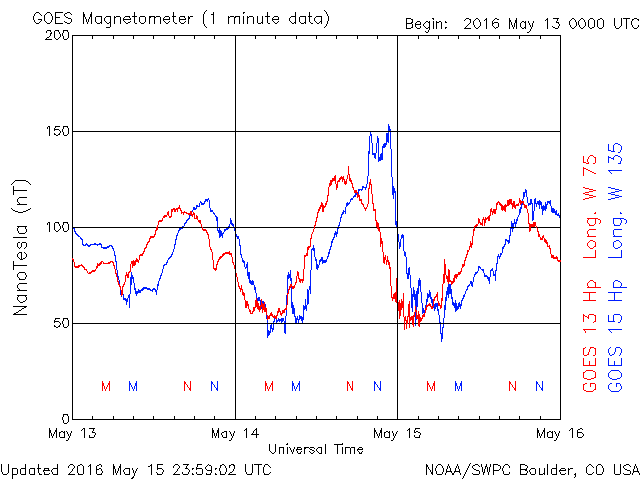 GOES Magnetometer (1 minute data)
Begin: 2016 May 13 0000 UTC
200
150
100
50
0
NanoTesla (nT)
M M N N M M N N M M N N
May 13 May 14 May 15 May 16
Universal Time
GOES 13 Hp Long. W 75
GOES 15 Hp Long. W 135
Updated 2016 May 15 23:59:02 UTC
NOAA/SWPC Boulder, CO USA